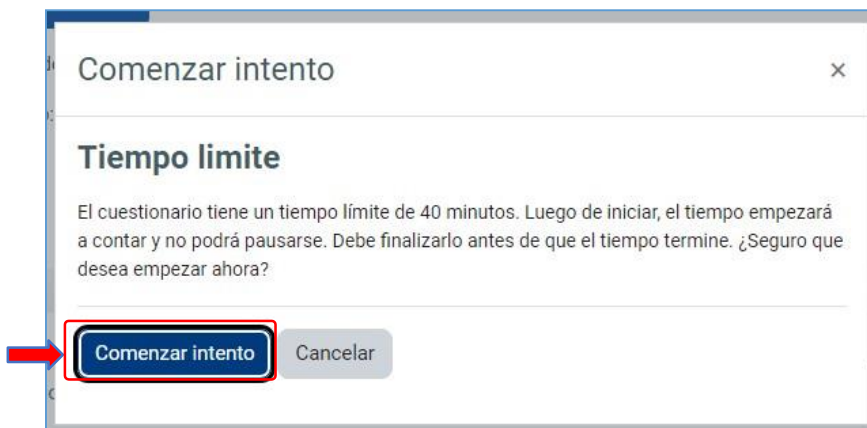 Comenzar intento
×
Tiempo limite
El cuestionario tiene un tiempo límite de 40 minutos. Luego de iniciar, el tiempo empezará
a contar y no podrá pausarse. Debe finalizarlo antes de que el tiempo termine. ¿Seguro que
desea empezar ahora?
Comenzar intento
Cancelar